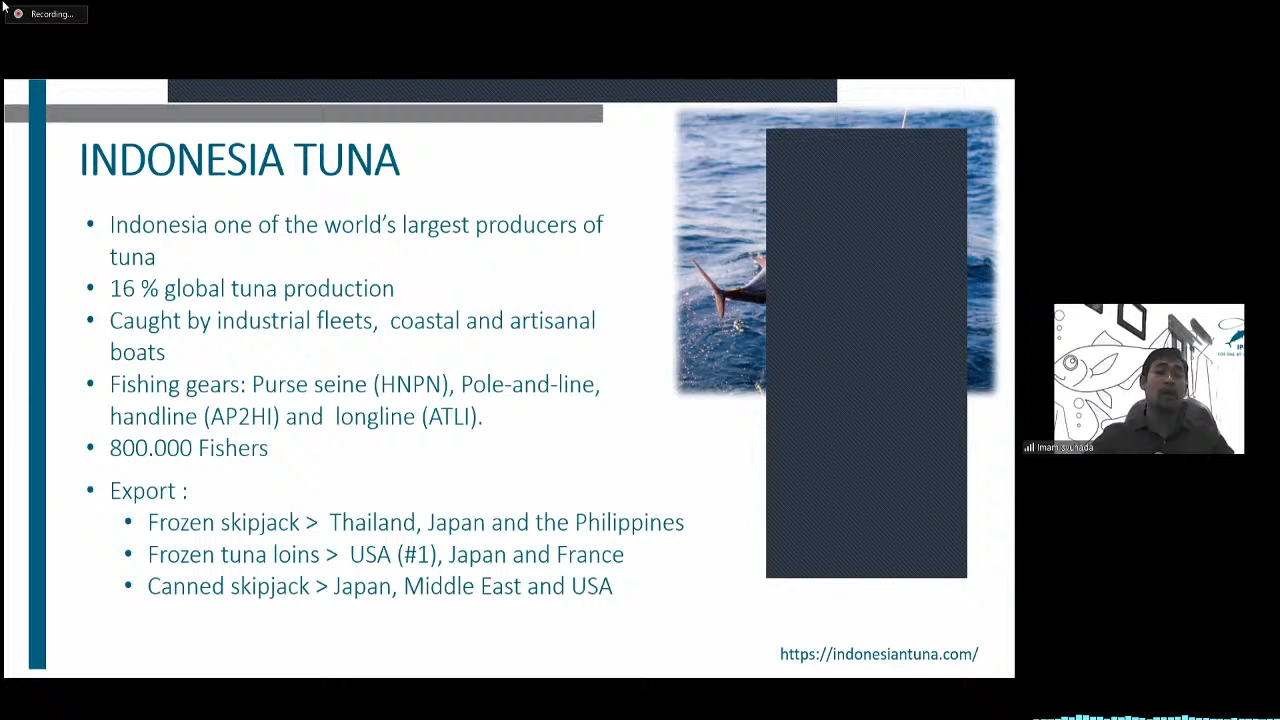 Recording...
INDONESIA TUNA
• Indonesia one of the world’s largest producers of
tuna
• 16 % global tuna production
• Caught by industrial fleets, coastal and artisanal
boats
• Fishing gears: Purse seine (HNPN), Pole-and-line,
handline (AP2HI) and longline (ATLI).
• 800.000 Fishers
• Export :
• Frozen skipjack > Thailand, Japan and the Philippines
• Frozen tuna loins > USA (#1), Japan and France
• Canned skipjack > Japan, Middle East and USA
https://indonesiantuna.com/
Imam syuhada